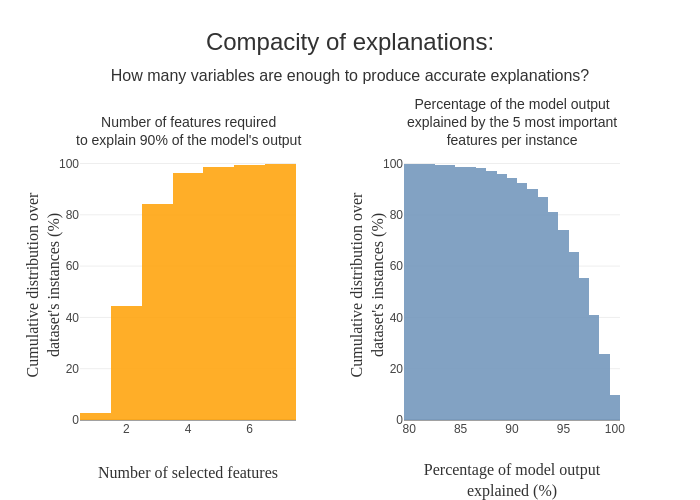 Compacity of explanations:
How many variables are enough to produce accurate explanations?
Number of features required
to explain 90% of the model's output
100
80
60
40
20
0
2
4
6
Cumulative distribution over
dataset's instances (%)
Number of selected features
Percentage of the model output
explained by the 5 most important
features per instance
100
80
60
40
20
0
80
85
90
95
100
Cumulative distribution over
dataset's instances (%)
Percentage of model output
explained (%)